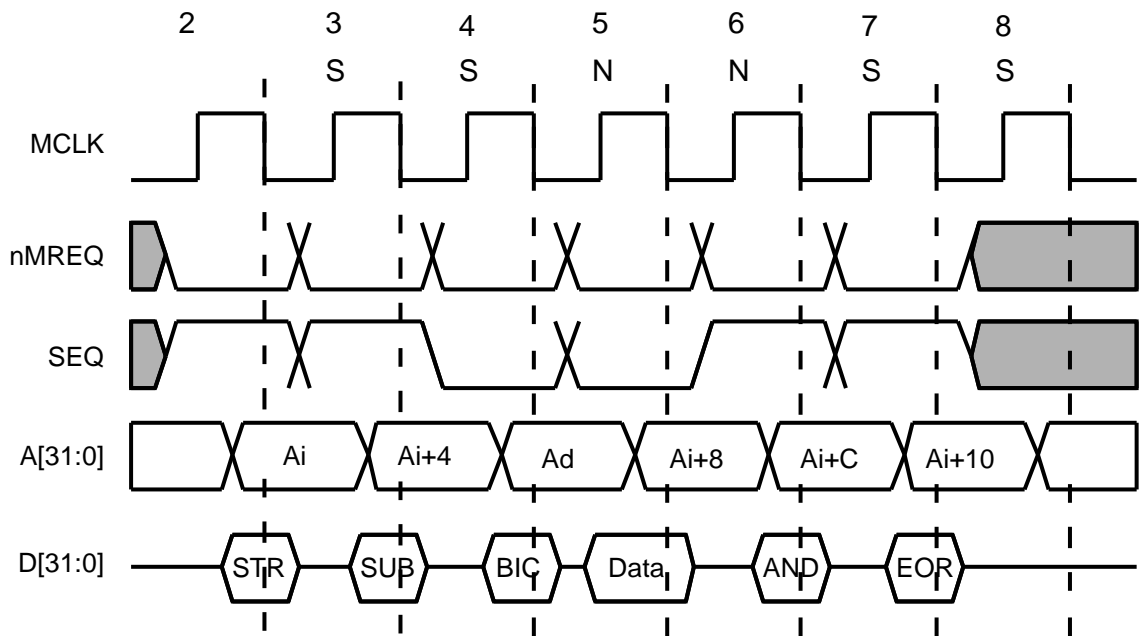 2 3 4 5 6 7 8
S S N N S S
MCLK
nMREQ
SEQ
A[31:0] Ai Ai+4 Ad Ai+8 Ai+C Ai+10
D[31:0] STR SUB BIC Data AND EOR